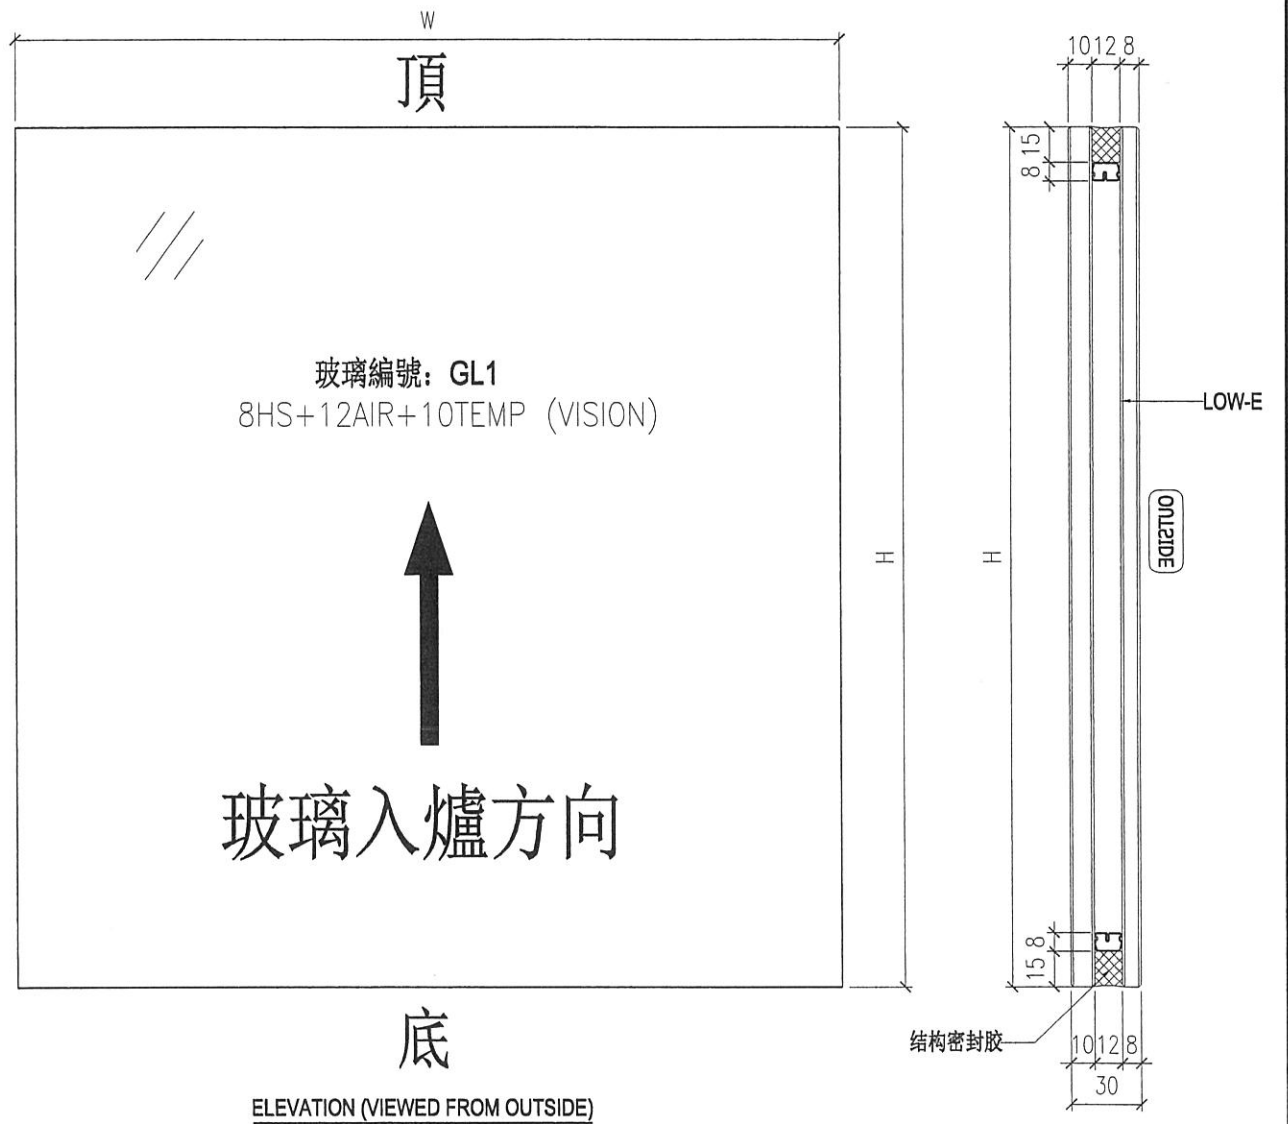 W
頂
玻璃編號：GL1
8HS+12AIR+10TEMP (VISION)
玻璃入爐方向
底
H
ELEVATION (VIEWED FROM OUTSIDE)
10 12 8
15
8
H
LOW-E
OUTSIDE
8
15
结构密封胶
10 12 8
30